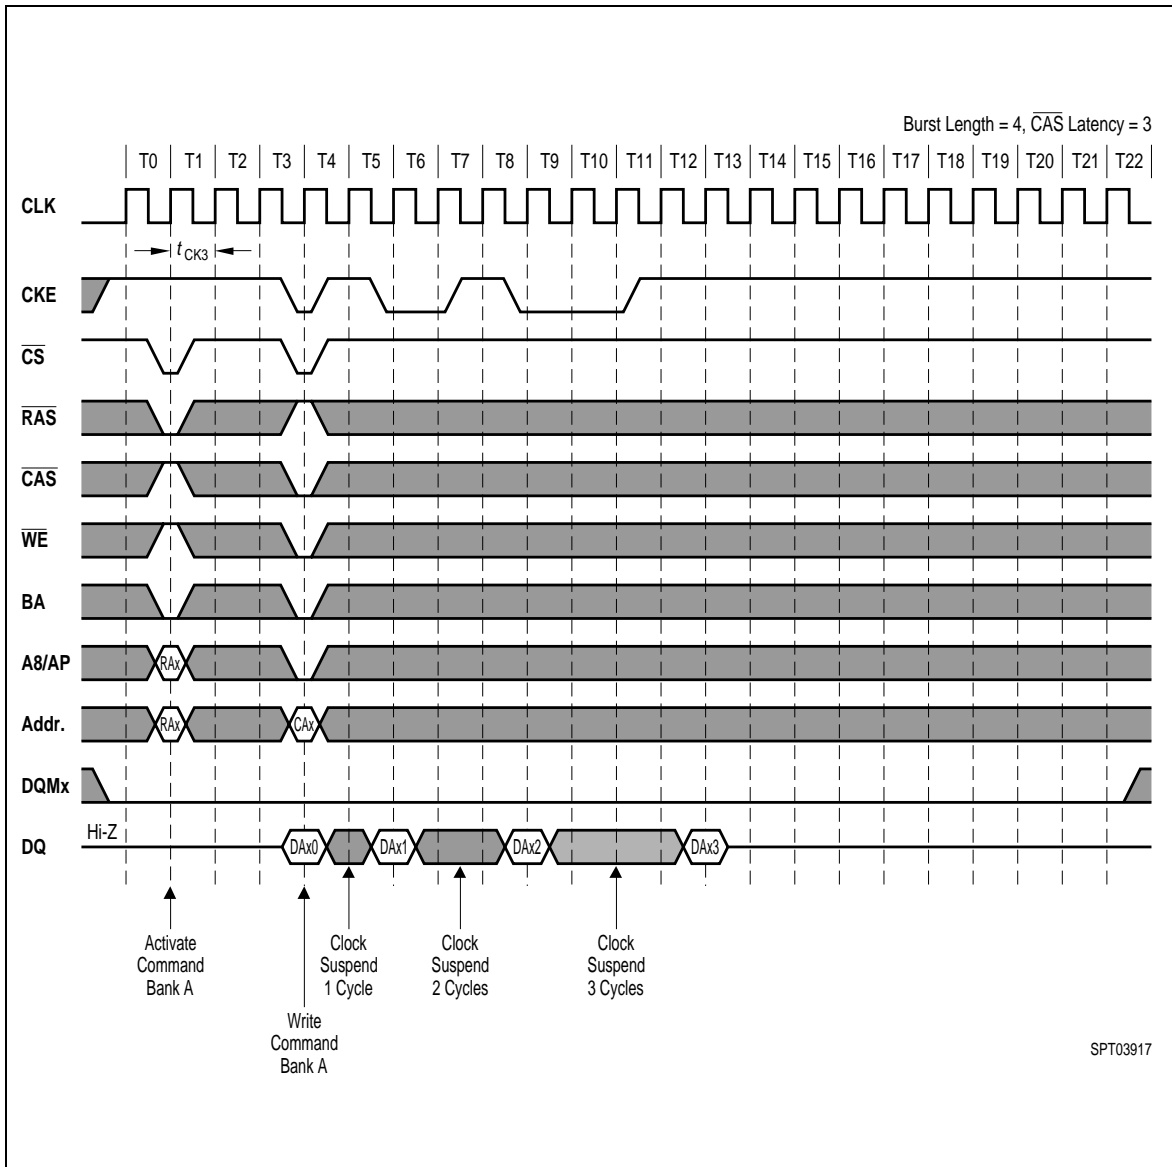 Burst Length = 4, CAS Latency = 3
T0 T1 T2 T3 T4 T5 T6 T7 T8 T9 T10 T11 T12 T13 T14 T15 T16 T17 T18 T19 T20 T21 T22
CLK
t CK3
CKE
CS
RAS
CAS
WE
BA
A8/AP RAx
Addr. RAx CAx
DQMx
DQ Hi-Z DAx0 DAx1 DAx2 DAx3
Activate
Command
Bank A
Write
Command
Bank A
Clock
Suspend
1 Cycle
Clock
Suspend
2 Cycles
Clock
Suspend
3 Cycles
SPT03917